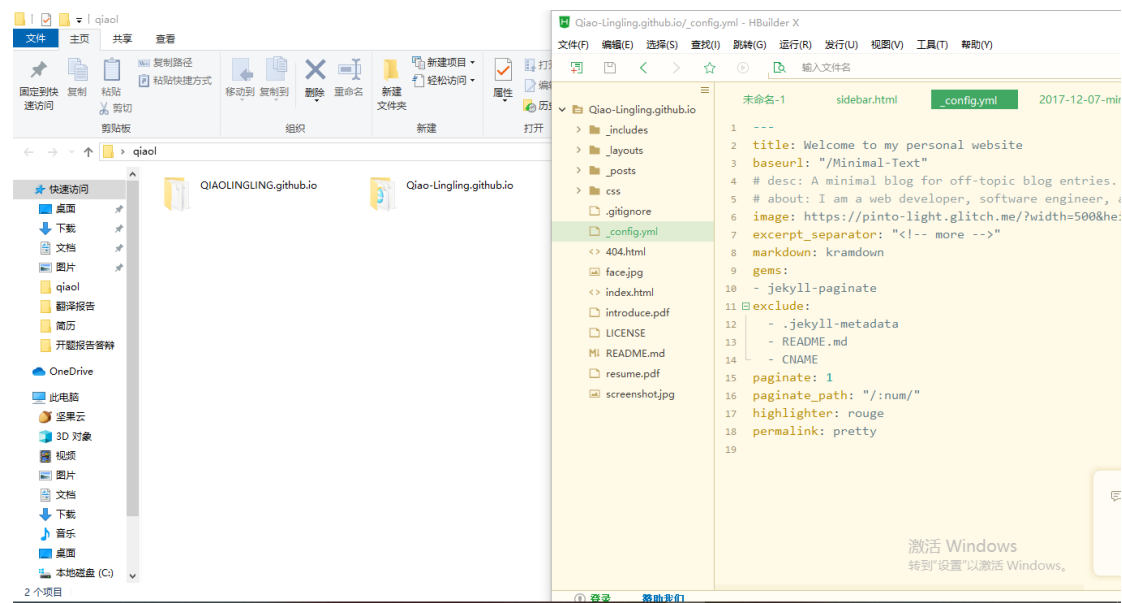 qiaol
文件 主页 共享 查看
固定到快速访问
复制
粘贴
复制路径
粘贴快捷方式
剪切
移动到 复制到 删除 重命名
新建文件夹
新建项目
轻松访问
属性
打开
编辑
历史
剪贴板 组织 新建 打开
qiaol
快速访问
桌面
下载
文档
图片
qiaol
翻译报告
简历
开题报告答辩
OneDrive
此电脑
坚果云
3D 对象
视频
图片
文档
下载
音乐
桌面
本地磁盘 (C:)
QIAOLINGLING.github.io
Qiao-Lingling.github.io
2 个项目
Qiao-Lingling.github.io/_config.yml - HBuilder X
文件(F) 编辑(E) 选择(S) 查找(I) 跳转(G) 运行(R) 发行(U) 视图(V) 工具(T) 帮助(Y)
输入文件名
Qiao-Lingling.github.io
_includes
_layouts
_posts
css
.gitignore
_config.yml
404.html
face.jpg
index.html
introduce.pdf
LICENSE
README.md
resume.pdf
screenshot.jpg
未命名-1 sidebar.html _config.yml 2017-12-07-mi
1 ---
2 title: Welcome to my personal website
3 baseurl: "/Minimal-Text"
4 # desc: A minimal blog for off-topic blog entries.
5 # about: I am a web developer, software engineer, a
6 image: https://pinto-light.glitch.me/?width=500&hei
7 excerpt_separator: "<!-- more -->"
8 markdown: kramdown
9 gems:
10 - jekyll-paginate
11 exclude:
12 - .jekyll-metadata
13 - README.md
14 - CNAME
15 paginate: 1
16 paginate_path: "/:num/"
17 highlighter: rouge
18 permalink: pretty
19
激活 Windows
转到"设置"以激活 Windows。
登录 赞助我们